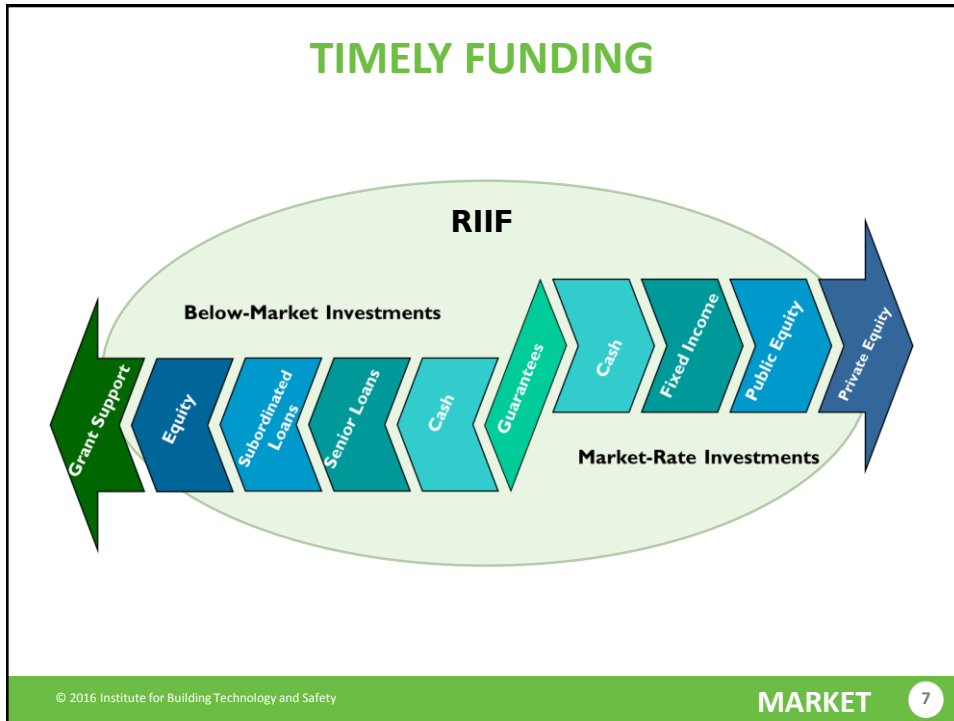 TIMELY FUNDING
RIIF
Below-Market Investments
Grant Support
Equity
Subordinated
Loans
Senior Loans
Cash
Guarantees
Cash
Fixed Income
Public Equity
Private Equity
Market-Rate Investments
© 2016 Institute for Building Technology and Safety
MARKET
7